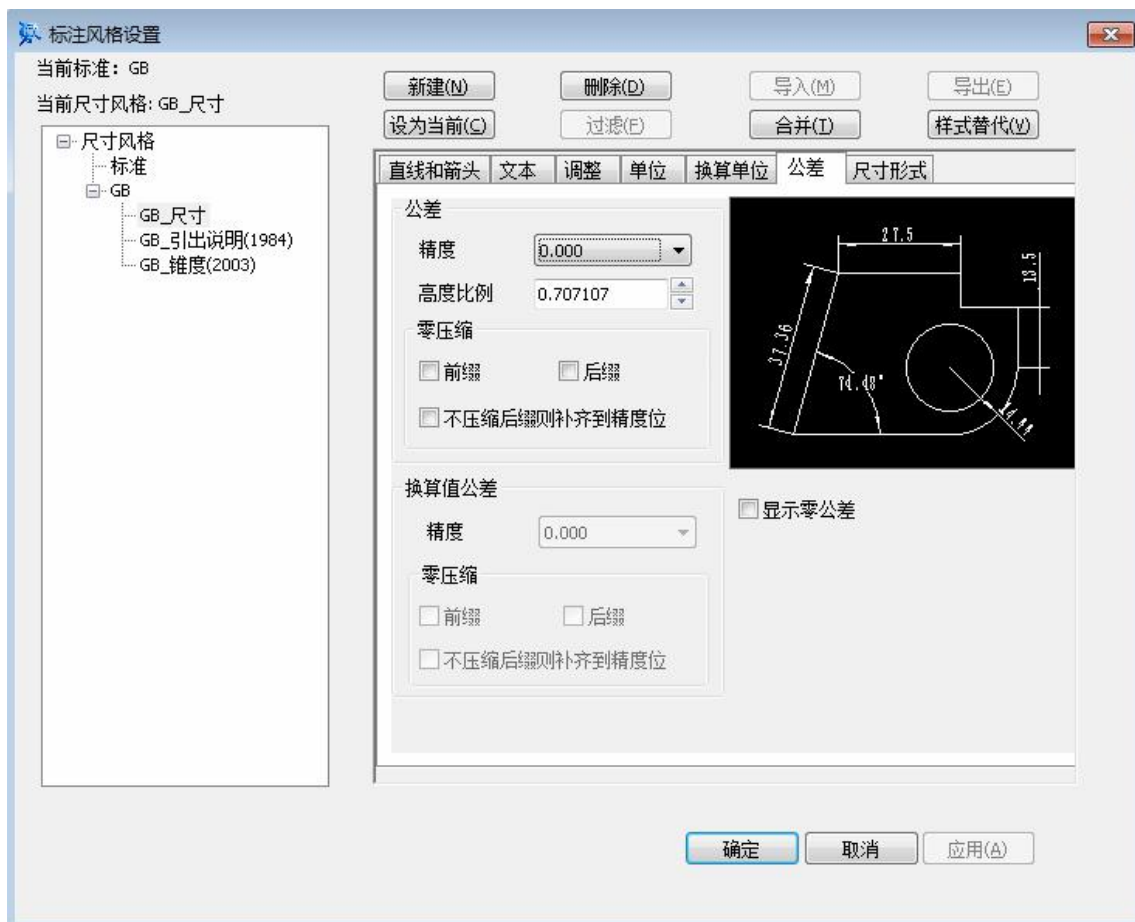 标注风格设置
当前标准: GB
当前尺寸风格: GB_尺寸
新建(N) 删除(D) 导入(M) 导出(E)
设为当前(C) 过滤(F) 合并(T) 样式替代(V)
尺寸风格
标准
GB
GB_尺寸
GB_引出说明(1984)
GB_锥度(2003)
直线和箭头 文本 调整 单位 换算单位 公差 尺寸形式
公差
精度 0.000
高度比例 0.707107
零压缩
前缀 后缀
不压缩后缀则补齐到精度位
27.5
13.5
37.36
74.48°
14.44
换算值公差
精度 0.000
零压缩
前缀 后缀
不压缩后缀则补齐到精度位
显示零公差
确定 取消 应用(A)